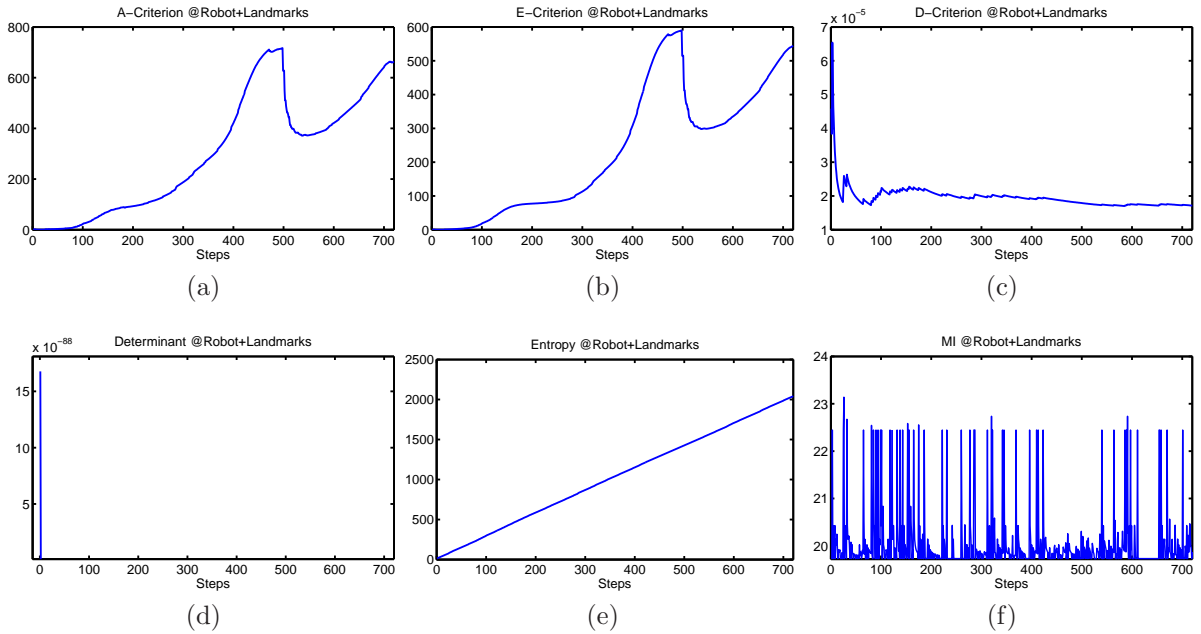 A−Criterion @Robot+Landmarks
800
600
400
200
0
0 100 200 300 400 500 600 700
Steps
(a)
E−Criterion @Robot+Landmarks
600
500
400
300
200
100
0
0 100 200 300 400 500 600 700
Steps
(b)
D−Criterion @Robot+Landmarks
x 10−5
7
6
5
4
3
2
1
0 100 200 300 400 500 600 700
Steps
(c)
Determinant @Robot+Landmarks
x 10−88
15
10
5
0 100 200 300 400 500 600 700
Steps
(d)
Entropy @Robot+Landmarks
2500
2000
1500
1000
500
0
0 100 200 300 400 500 600 700
Steps
(e)
MI @Robot+Landmarks
24
23
22
21
20
0 100 200 300 400 500 600 700
Steps
(f)